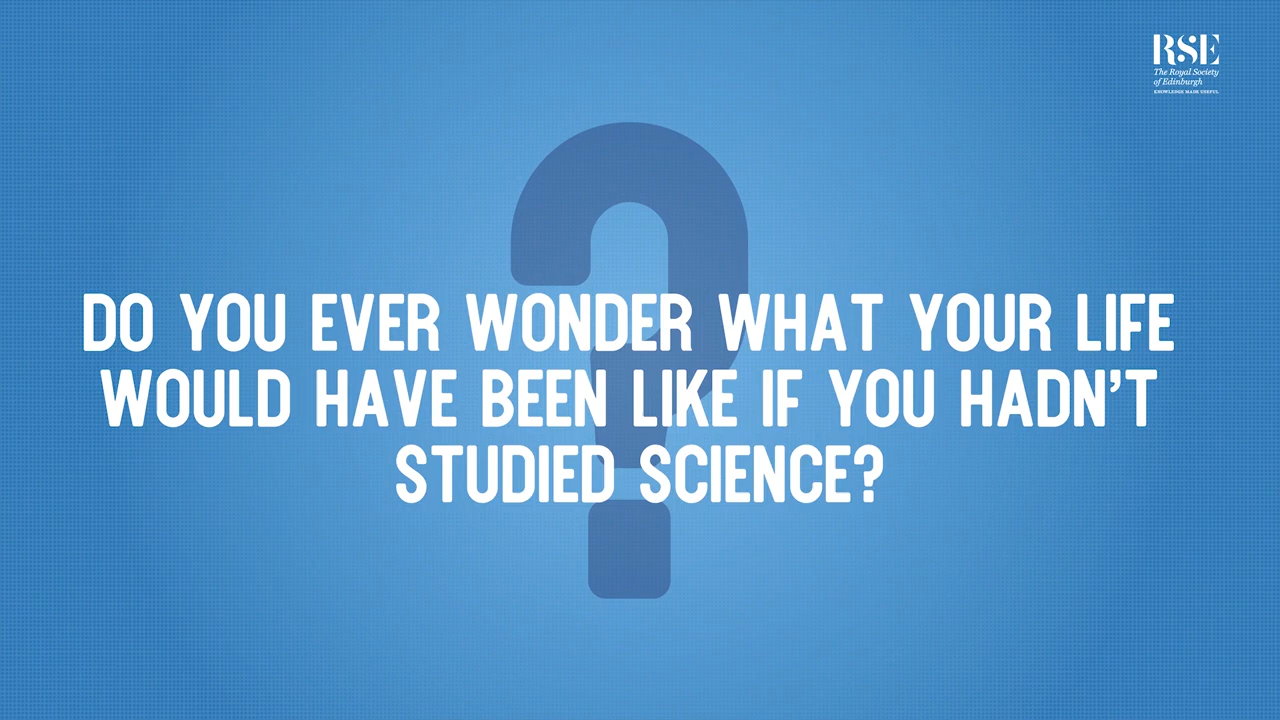 RSE
The Royal Society
of Edinburgh
KNOWLEDGE MADE USEFUL
DO YOU EVER WONDER WHAT YOUR LIFE
WOULD HAVE BEEN LIKE IF YOU HADN'T
STUDIED SCIENCE?